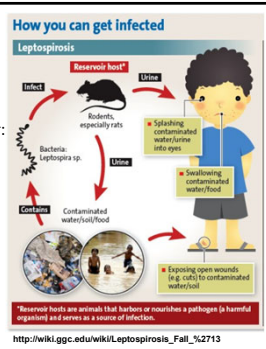 How you can get infected
Leptospirosis
Reservoir host*
Urine
Infect
Rodents,
especially rats
Bacteria:
Leptospira sp.
Urine
Contains
Contaminated
water/soil/food
Splashing
contaminated
water/urine
into eyes
Swallowing
contaminated
water/food
Exposing open wounds
(e.g. cuts) to contaminated
water/soil
*Reservoir hosts are animals that harbors or nourishes a pathogen (a harmful
organism) and serves as a source of infection.
http://wiki.ggc.edu/wiki/Leptospirosis_Fall_%2713